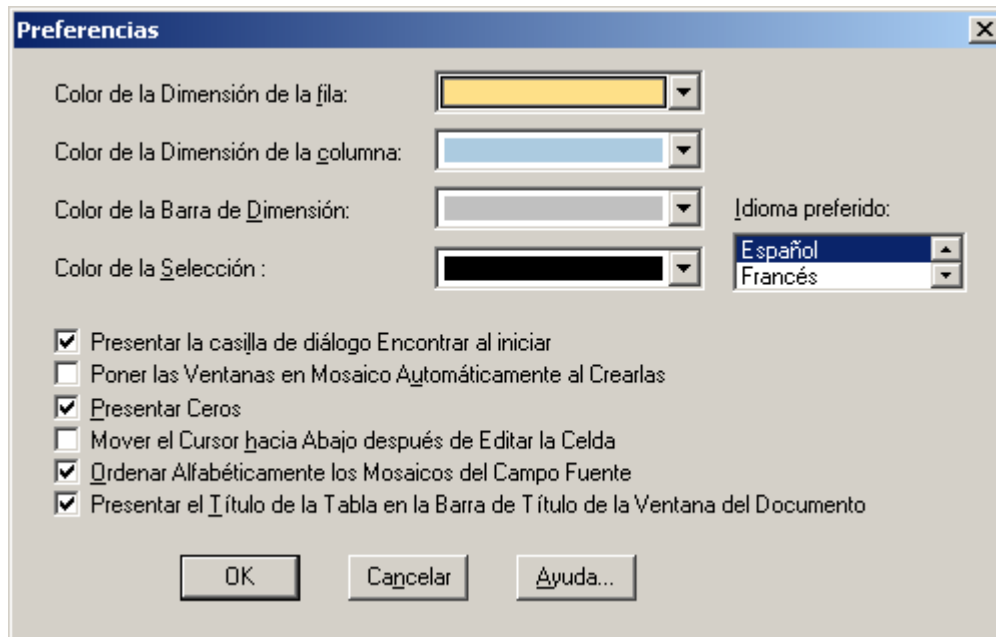 Preferencias
Color de la Dimensión de la fila:
Color de la Dimensión de la columna:
Color de la Barra de Dimensión:
Idioma preferido:
Español
Color de la Selección :
Francés
Presentar la casilla de diálogo Encontrar al iniciar
Poner las Ventanas en Mosaico Automáticamente al Crearlas
Presentar Ceros
Mover el Cursor hacia Abajo después de Editar la Celda
Ordenar Alfabéticamente los Mosaicos del Campo Fuente
Presentar el Título de la Tabla en la Barra de Título de la Ventana del Documento
OK
Cancelar
Ayuda...